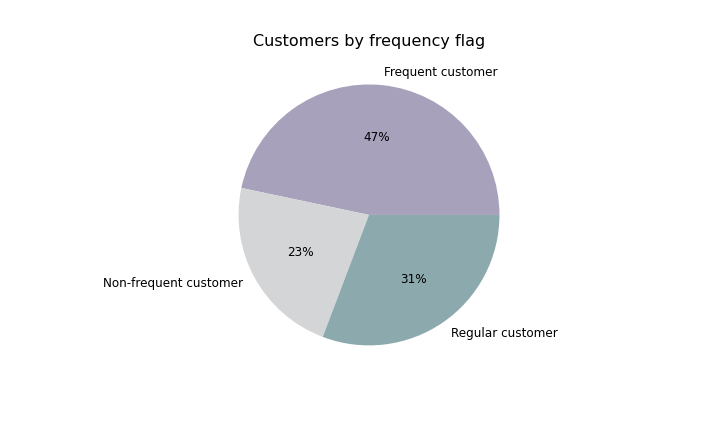 Customers by frequency flag
Frequent customer
47%
23%
Non-frequent customer
31%
Regular customer